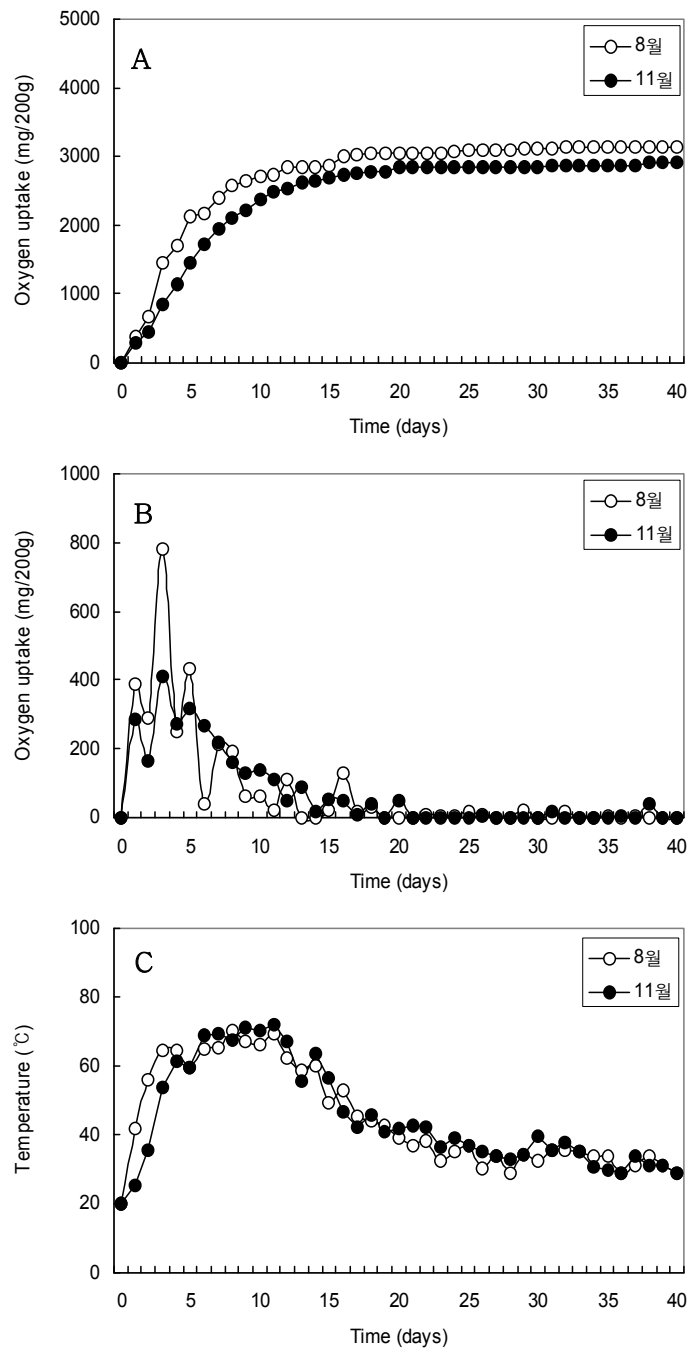 5000
4000
3000
2000
1000
0
Oxygen uptake (mg/200g)
A
8월
11월
0 5 10 15 20 25 30 35 40
Time (days)
1000
800
600
400
200
0
Oxygen uptake (mg/200g)
B
8월
11월
0 5 10 15 20 25 30 35 40
Time (days)
100
80
60
40
20
0
Temperature (℃)
C
8월
11월
0 5 10 15 20 25 30 35 40
Time (days)